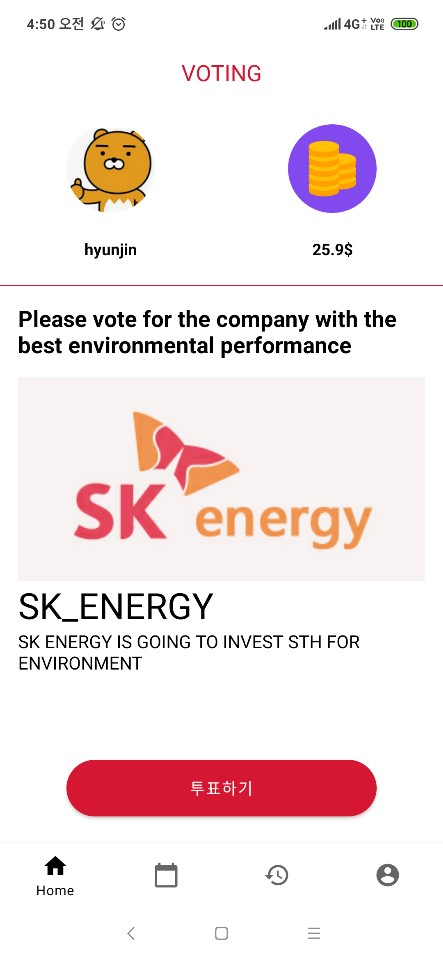 4:50 오전 4G+ Vo)) LTE 100
VOTING
hyunjin 25.9$
Please vote for the company with the
best environmental performance
SK energy
SK_ENERGY
SK ENERGY IS GOING TO INVEST STH FOR
ENVIRONMENT
투표하기
Home